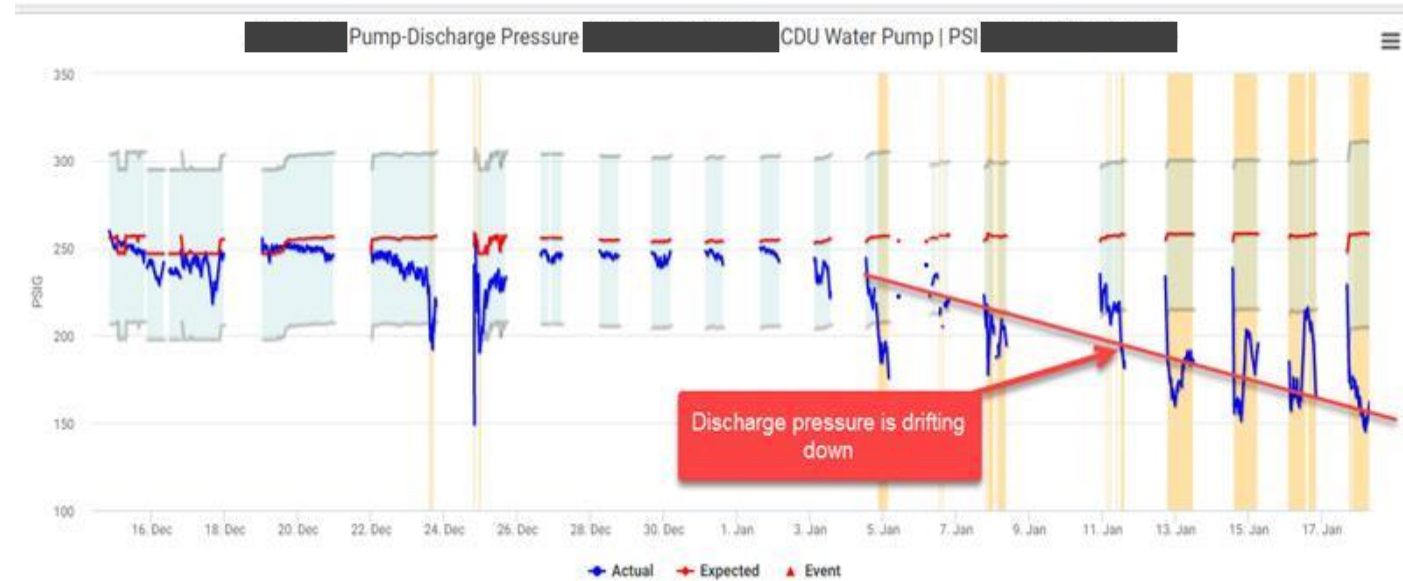 Pump-Discharge Pressure CDU Water Pump | PSI
350
300
250
200
150
100
PSIG
Discharge pressure is drifting
down
16. Dec 18. Dec 20. Dec 22. Dec 24. Dec 26. Dec 28. Dec 30. Dec 1. Jan 3. Jan 5. Jan 7. Jan 9. Jan 11. Jan 13. Jan 15. Jan 17. Jan
Actual Expected Event